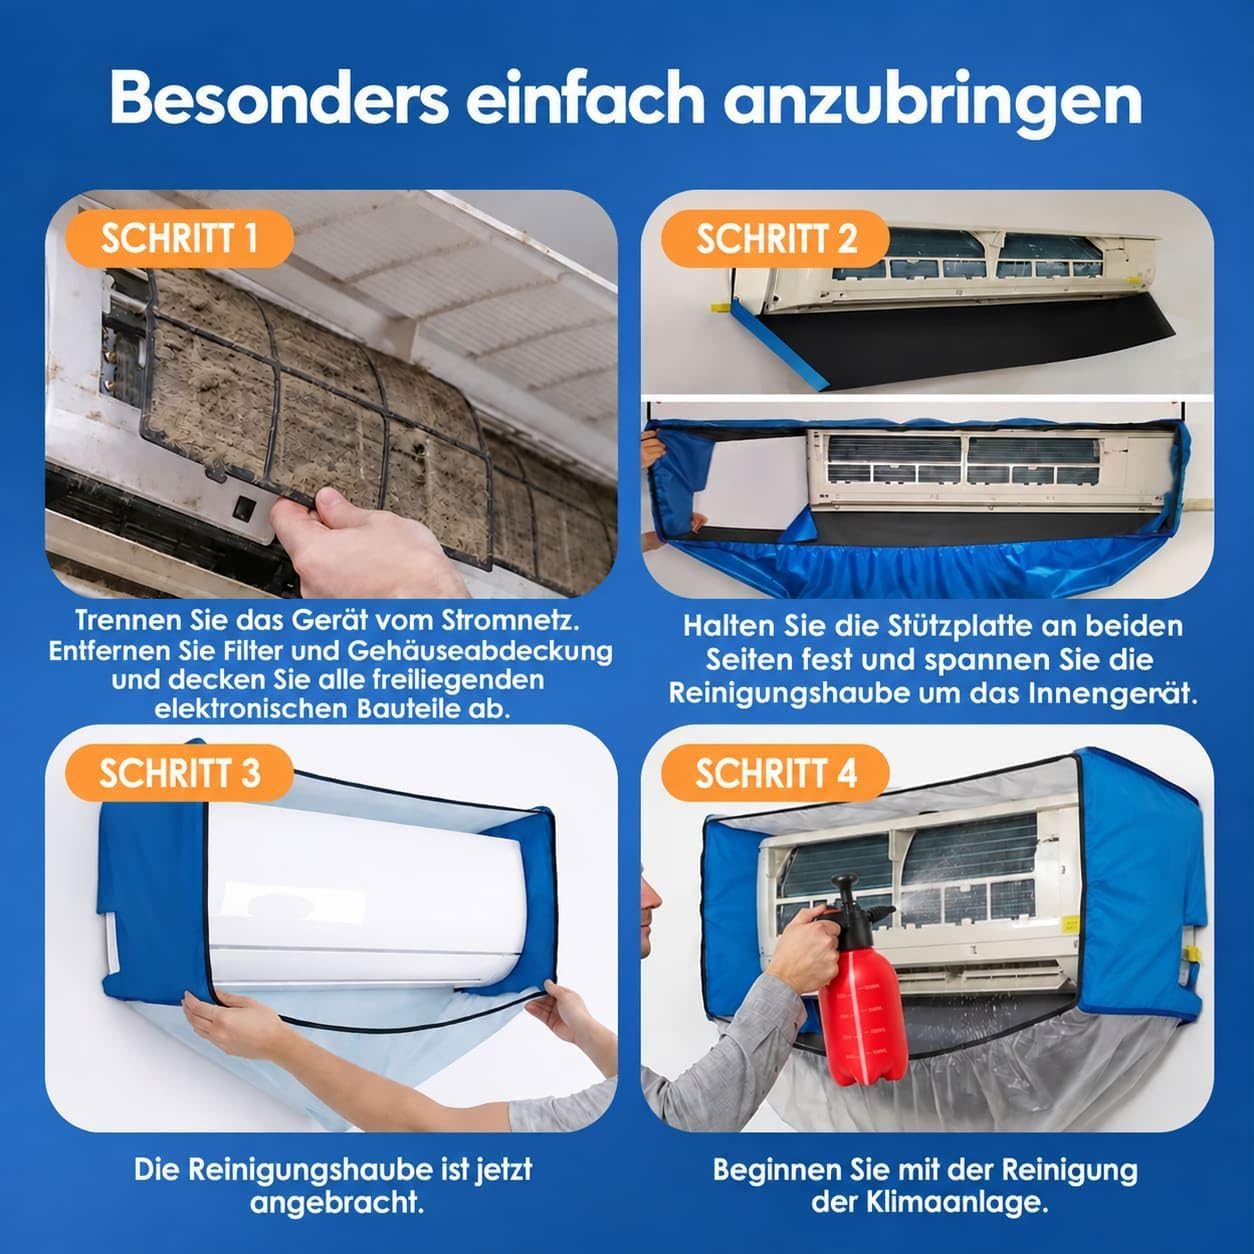 Besonders einfach anzubringen
SCHRITT 1
Trennen Sie das Gerät vom Stromnetz.
Entfernen Sie Filter und Gehäuseabdeckung
und decken Sie alle freiliegenden
elektronischen Bauteile ab.
SCHRITT 2
Halten Sie die Stützplatte an beiden
Seiten fest und spannen Sie die
Reinigungshaube um das Innengerät.
SCHRITT 3
Die Reinigungshaube ist jetzt
angebracht.
SCHRITT 4
Beginnen Sie mit der Reinigung
der Klimaanlage.